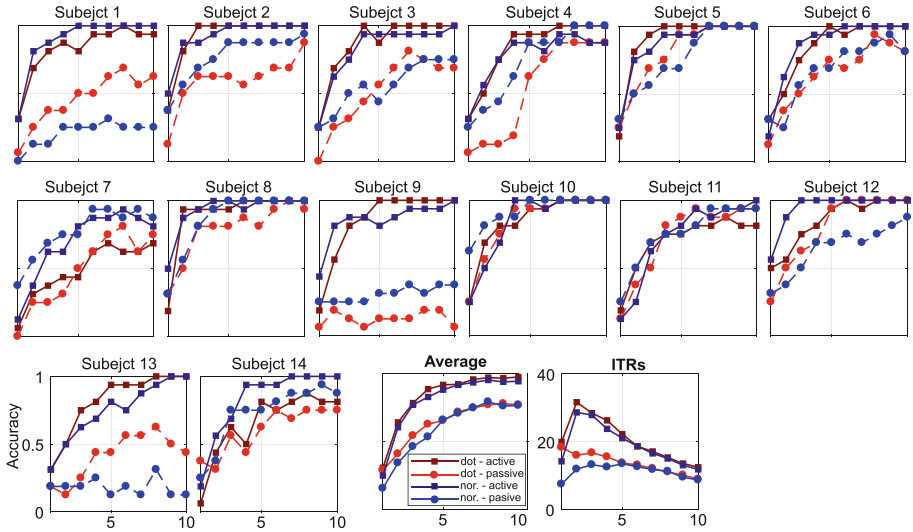 Subejct 1
Subejct 2
Subejct 3
Subejct 4
Subejct 5
Subejct 6
Subejct 7
Subejct 8
Subejct 9
Subejct 10
Subejct 11
Subejct 12
Subejct 13
Subejct 14
Average
ITRs
Accuracy
1
0.5
0
5
10
5
10
dot - active
dot - passive
nor. - active
nor. - pasive
5
10
40
20
0
5
10